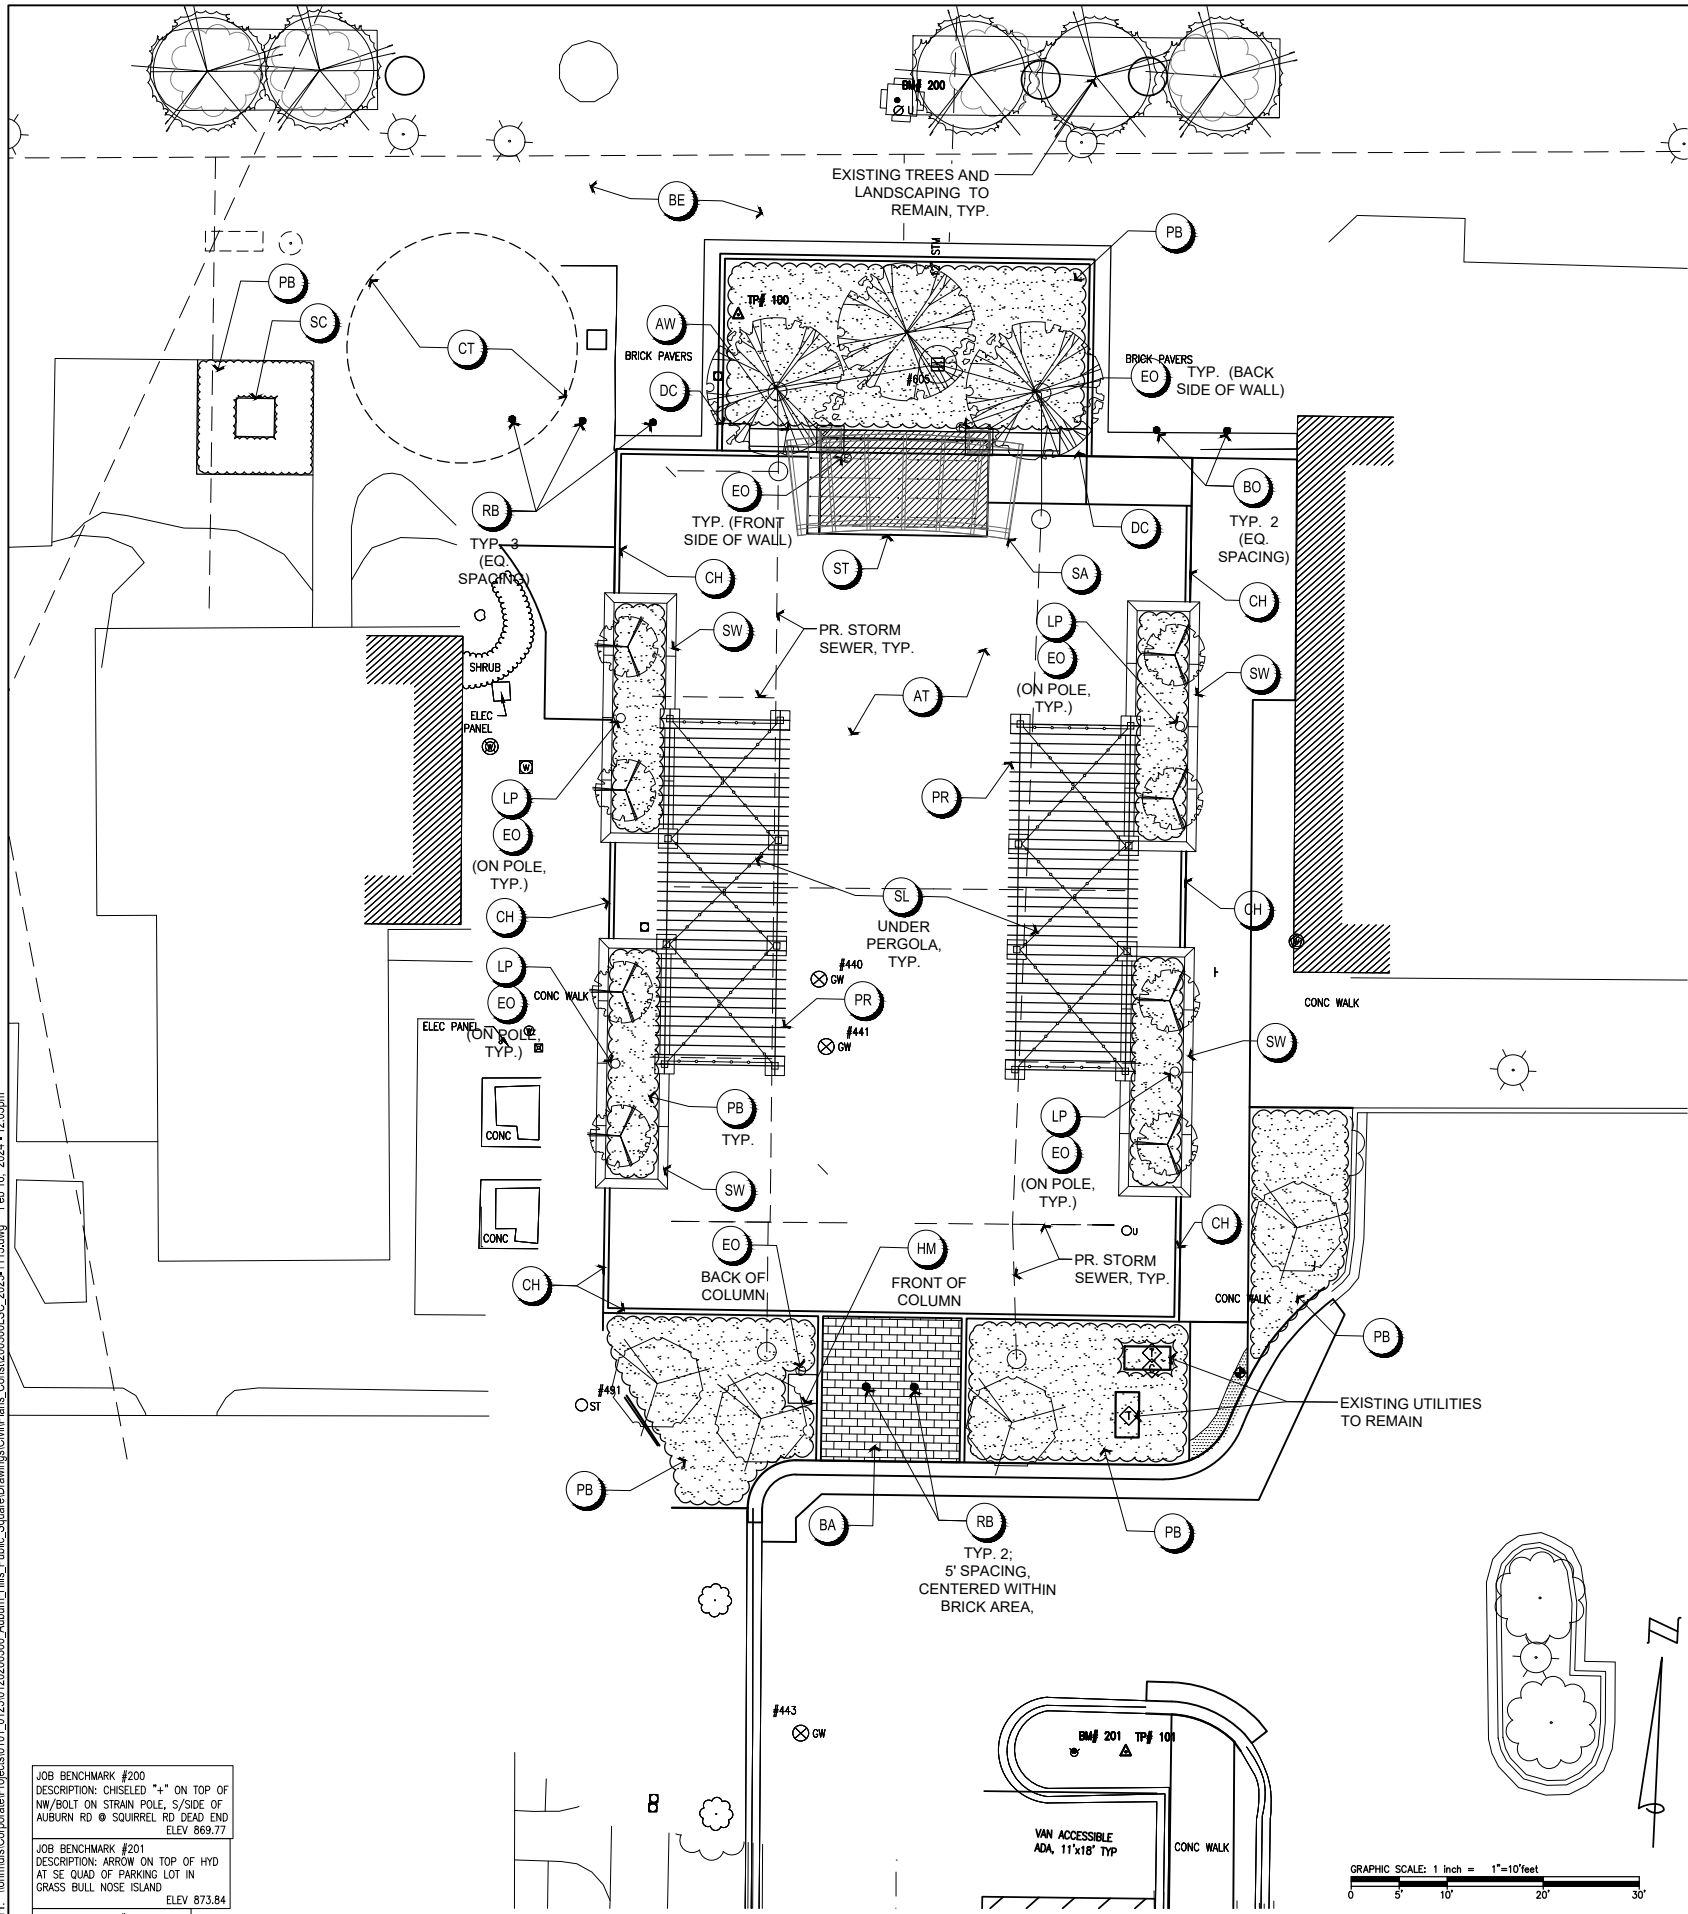 BM# 200
U
EXISTING TREES AND
LANDSCAPING TO
REMAIN, TYP.
BE
PB
STM
PB
SC
CT
TP# 100
AW
BRICK PAVERS
DC
#605
BRICK PAVERS
EO
TYP. (BACK
SIDE OF WALL)
RB
TYP. 3
(EQ.
SPACING)
EO
TYP. (FRONT
SIDE OF WALL)
BO
TYP. 2
(EQ.
SPACING)
DC
CH
ST
SA
CH
SW
PR. STORM
SEWER, TYP.
LP
EO
(ON POLE,
TYP.)
SW
SHRUB
ELEC
PANEL
AT
W
LP
EO
(ON POLE,
TYP.)
PR
CH
SL
UNDER
PERGOLA,
TYP.
CH
LP
EO
CONC WALK
ELEC PANEL
(ON POLE,
TYP.)
#440
GW
PR
#441
GW
CONC WALK
SW
CONC
PB
TYP.
LP
EO
(ON POLE,
TYP.)
SW
CONC
EO
BACK OF
COLUMN
HM
FRONT OF
COLUMN
U
CH
PR. STORM
SEWER, TYP.
CH
CONC WALK
PB
#491
ST
T
T
EXISTING UTILITIES
TO REMAIN
PB
BA
RB
TYP. 2;
5' SPACING,
CENTERED WITHIN
BRICK AREA,
PB
#443
GW
BM# 201
TP# 101
VAN ACCESSIBLE
ADA, 11'x18' TYP
CONC WALK
N
JOB BENCHMARK #200
DESCRIPTION: CHISELED "+" ON TOP OF
NW/BOLT ON STRAIN POLE, S/SIDE OF
AUBURN RD @ SQUIRREL RD DEAD END
ELEV 869.77
JOB BENCHMARK #201
DESCRIPTION: ARROW ON TOP OF HYD
AT SE QUAD OF PARKING LOT IN
GRASS BULL NOSE ISLAND
ELEV 873.84
GRAPHIC SCALE: 1 inch = 1"=10'feet
0 5' 10' 20' 30'